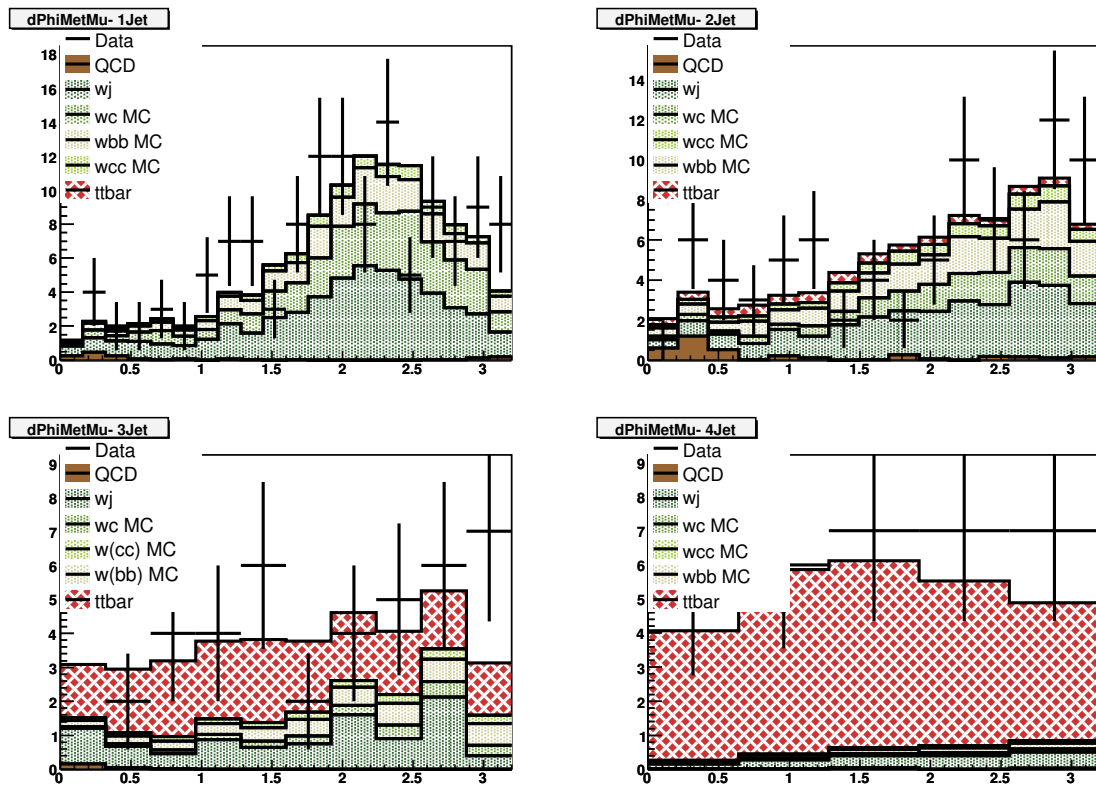 dPhiMetMu- 1Jet
Data
QCD
wj
wc MC
wbb MC
wcc MC
ttbar
18
16
14
12
10
8
6
4
2
0
0 0.5 1 1.5 2 2.5 3
dPhiMetMu- 2Jet
Data
QCD
wj
wc MC
wcc MC
wbb MC
ttbar
14
12
10
8
6
4
2
0
0 0.5 1 1.5 2 2.5 3
dPhiMetMu- 3Jet
Data
QCD
wj
wc MC
w(cc) MC
w(bb) MC
ttbar
9
8
7
6
5
4
3
2
1
0
0 0.5 1 1.5 2 2.5 3
dPhiMetMu- 4Jet
Data
QCD
wj
wc MC
wcc MC
wbb MC
ttbar
9
8
7
6
5
4
3
2
1
0
0 0.5 1 1.5 2 2.5 3